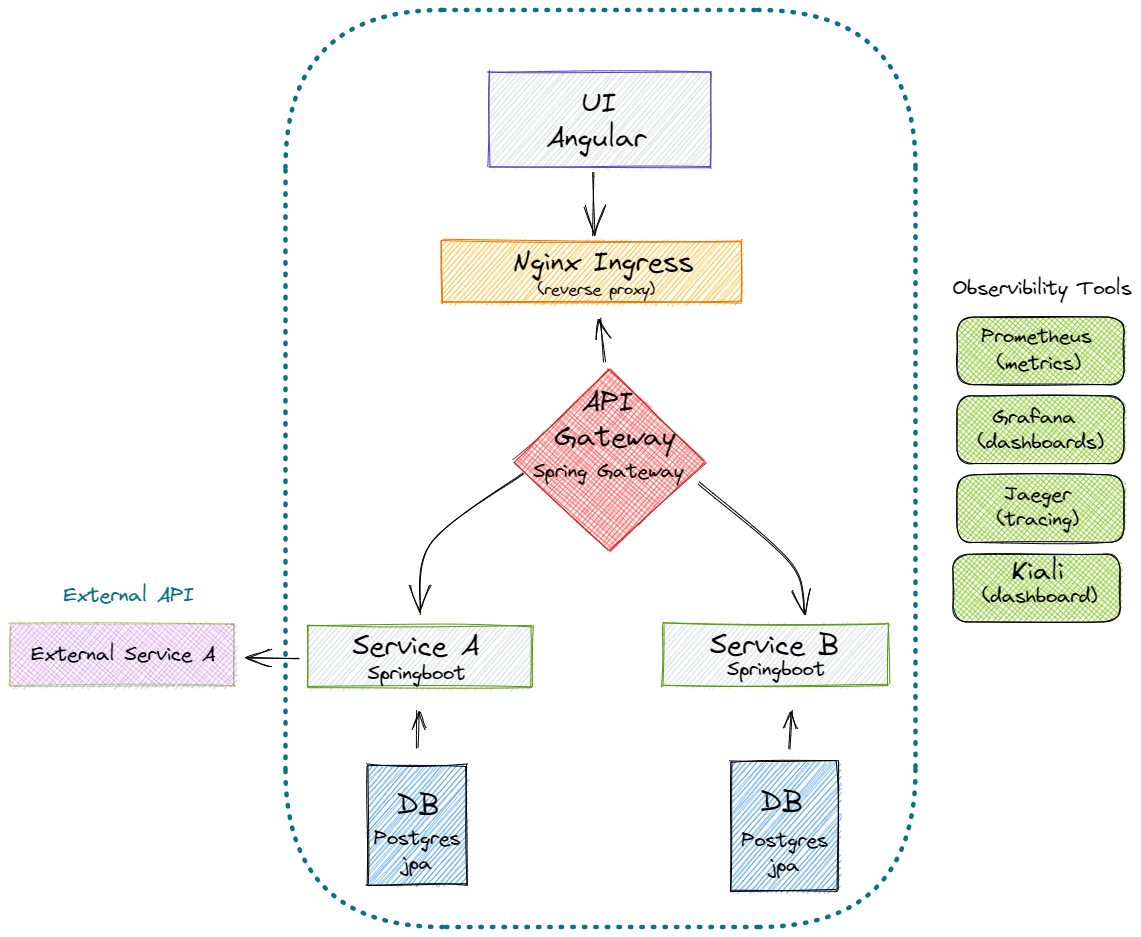 UI
Angular
Nginx Ingress
(reverse proxy)
API
Gateway
Spring Gateway
Observibility Tools
Prometheus
(metrics)
Grafana
(dashboards)
Jaeger
(tracing)
Kiali
(dashboard)
External API
External Service A
Service A
Springboot
Service B
Springboot
DB
Postgres
jpa
DB
Postgres
jpa